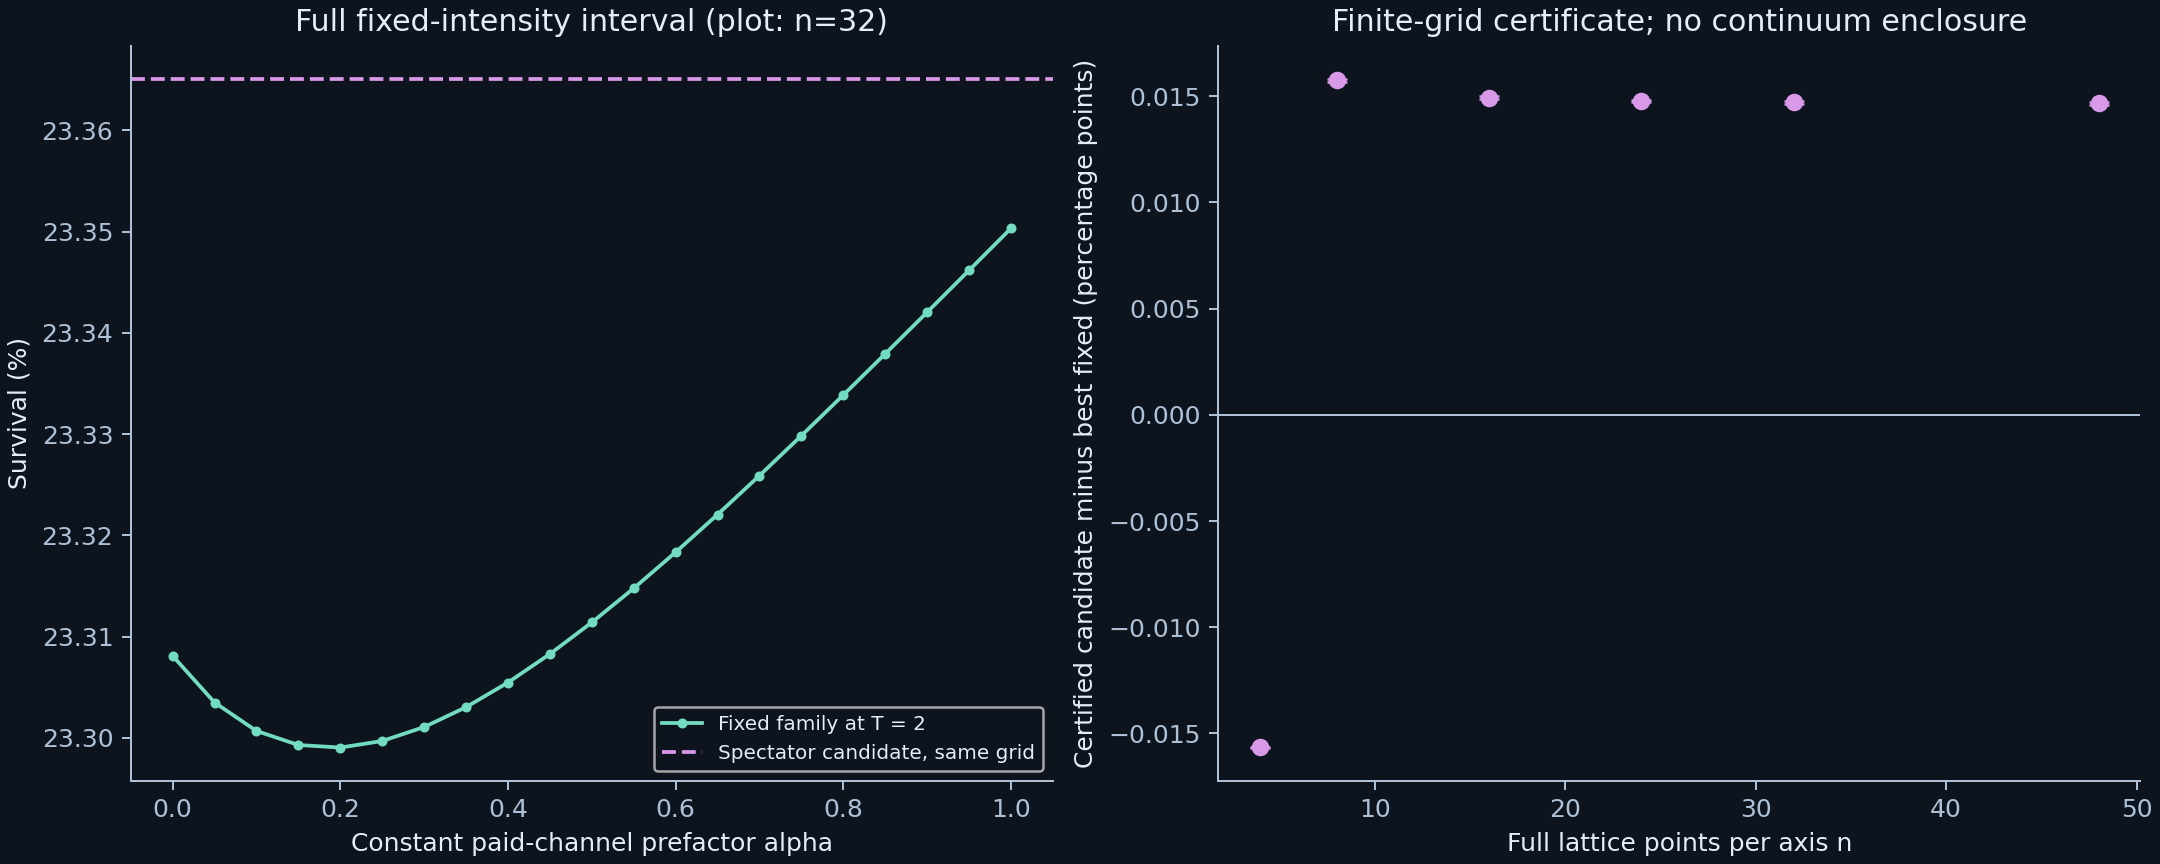 Full fixed-intensity interval (plot: n=32)
Survival (%)
23.36
23.35
23.34
23.33
23.32
23.31
23.30
0.0 0.2 0.4 0.6 0.8 1.0
Constant paid-channel prefactor alpha
Fixed family at T = 2
Spectator candidate, same grid
Finite-grid certificate; no continuum enclosure
Certified candidate minus best fixed (percentage points)
0.015
0.010
0.005
0.000
−0.005
−0.010
−0.015
10 20 30 40 50
Full lattice points per axis n